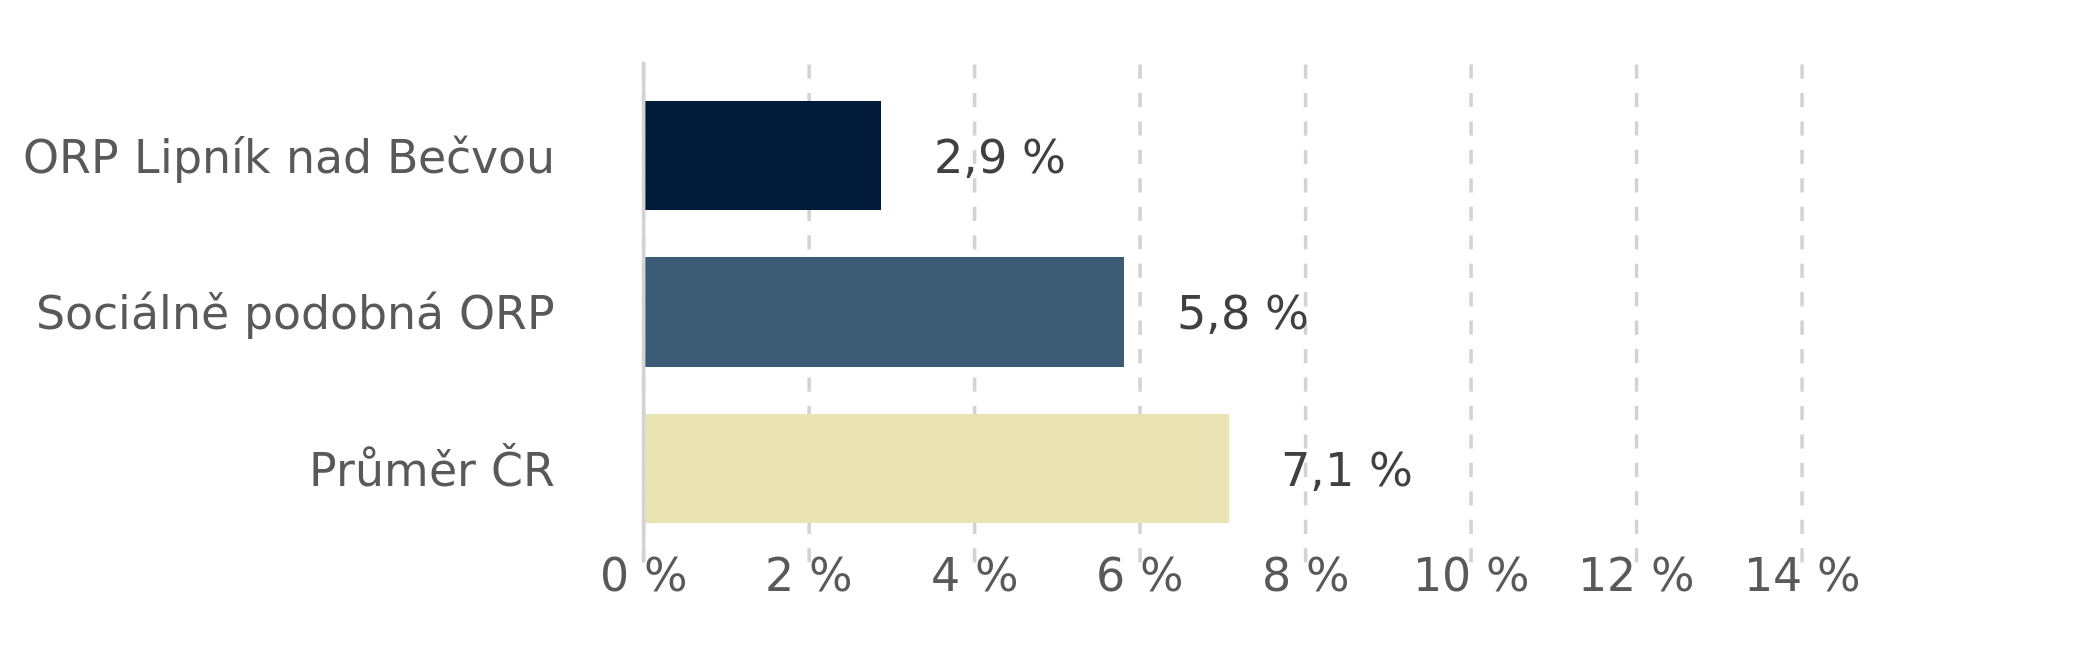 ORP Lipník nad Bečvou
2,9 %
Sociálně podobná ORP
5,8 %
Průměr ČR
7,1 %
0 % 2 % 4 % 6 % 8 % 10 % 12 % 14 %